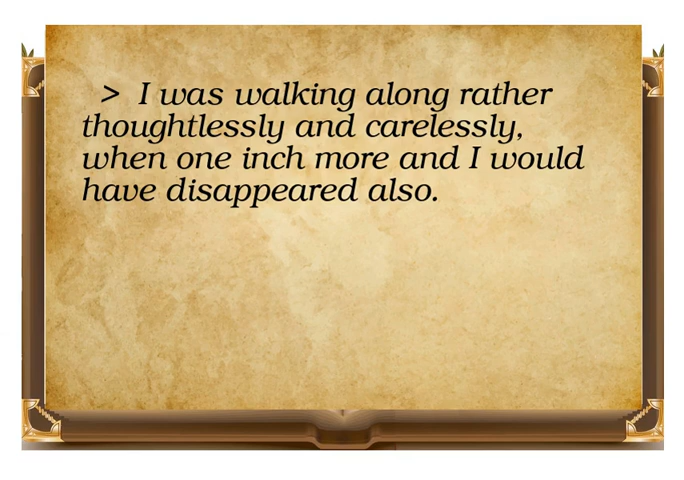 > I was walking along rather
thoughtlessly and carelessly,
when one inch more and I would
have disappeared also.